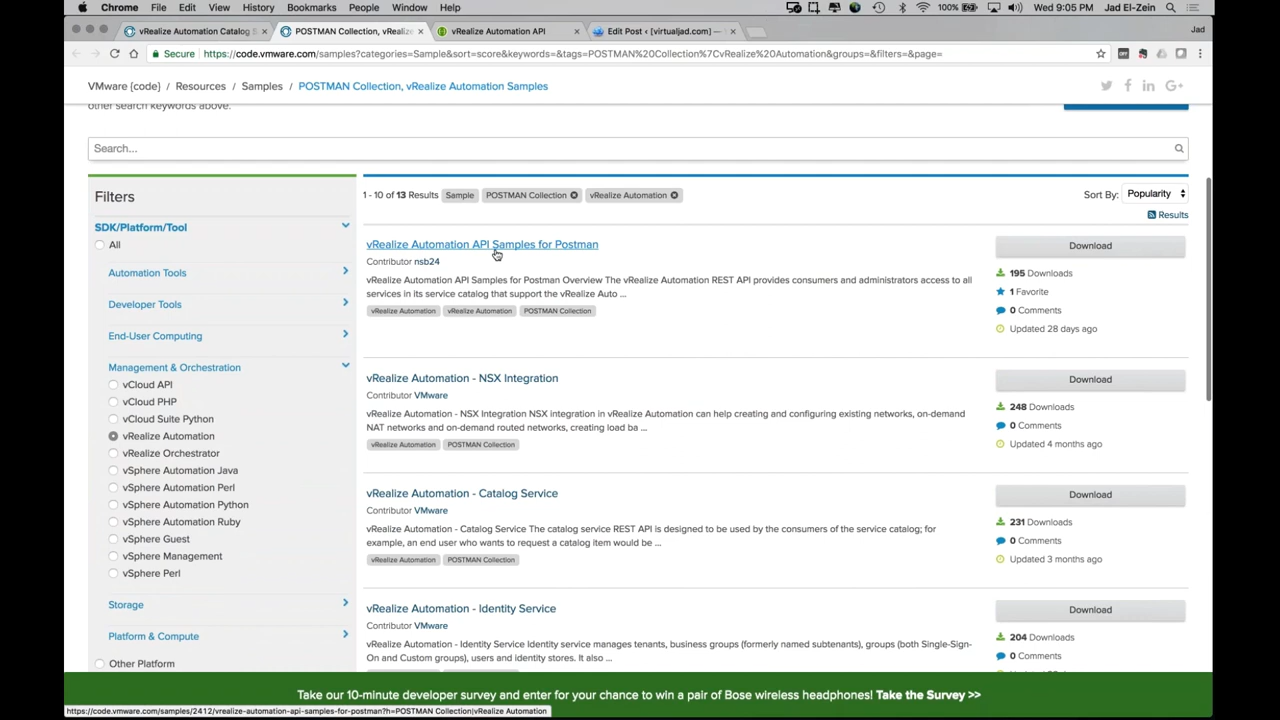 Chrome File Edit View History Bookmarks People Window Help 100% Wed 9:05 PM Jad El-Zein
vRealize Automation Catalog S × POSTMAN Collection, vRealize × vRealize Automation API × Edit Post ‹ [virtualjad.com] — × Jad
Secure https://code.vmware.com/samples?categories=Sample&sort=score&keywords=&tags=POSTMAN%20Collection%7CvRealize%20Automation&groups=&filters=&page=
VMware {code} / Resources / Samples / POSTMAN Collection, vRealize Automation Samples
other search keywords above.
Search...
Filters
SDK/Platform/Tool
All
Automation Tools
Developer Tools
End-User Computing
Management & Orchestration
vCloud API
vCloud PHP
vCloud Suite Python
vRealize Automation
vRealize Orchestrator
vSphere Automation Java
vSphere Automation Perl
vSphere Automation Python
vSphere Automation Ruby
vSphere Guest
vSphere Management
vSphere Perl
Storage
Platform & Compute
Other Platform
1 - 10 of 13 Results Sample POSTMAN Collection vRealize Automation
Sort By: Popularity
Results
vRealize Automation API Samples for Postman
Contributor nsb24
vRealize Automation API Samples for Postman Overview The vRealize Automation REST API provides consumers and administrators access to all
services in its service catalog that support the vRealize Auto ...
vRealize Automation vRealize Automation POSTMAN Collection
Download
195 Downloads
1 Favorite
0 Comments
Updated 28 days ago
vRealize Automation - NSX Integration
Contributor VMware
vRealize Automation - NSX Integration NSX integration in vRealize Automation can help creating and configuring existing networks, on-demand
NAT networks and on-demand routed networks, creating load ba ...
vRealize Automation POSTMAN Collection
Download
248 Downloads
0 Comments
Updated 4 months ago
vRealize Automation - Catalog Service
Contributor VMware
vRealize Automation - Catalog Service The catalog service REST API is designed to be used by the consumers of the service catalog; for
example, an end user who wants to request a catalog item would be ...
vRealize Automation POSTMAN Collection
Download
231 Downloads
0 Comments
Updated 3 months ago
vRealize Automation - Identity Service
Contributor VMware
vRealize Automation - Identity Service Identity service manages tenants, business groups (formerly named subtenants), groups (both Single-Sign-
On and Custom groups), users and identity stores. It also ...
Download
204 Downloads
0 Comments
Take our 10-minute developer survey and enter for your chance to win a pair of Bose wireless headphones! Take the Survey >>
https://code.vmware.com/samples/2412/vrealize-automation-api-samples-for-postman?h=POSTMAN Collection|vRealize Automation